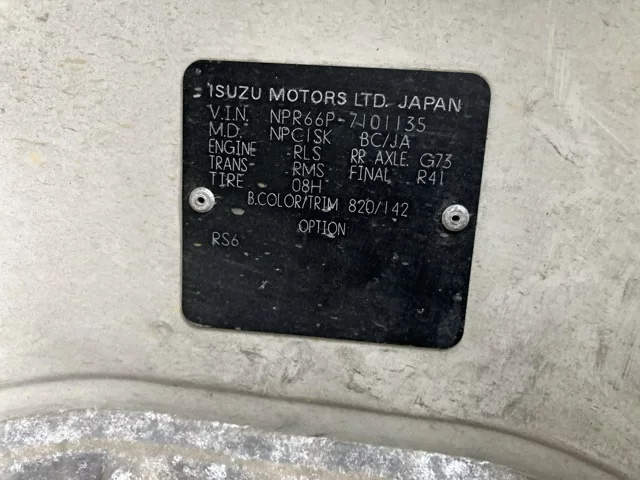 ISUZU MOTORS LTD. JAPAN
V.I.N. NPR66P-7101135
M.D. NPC1SK BC/JA
ENGINE RLS RR AXLE. G73
TRANS- RMS FINAL R41
TIRE 08H
B.COLOR/TRIM 820/142
OPTION
RS6